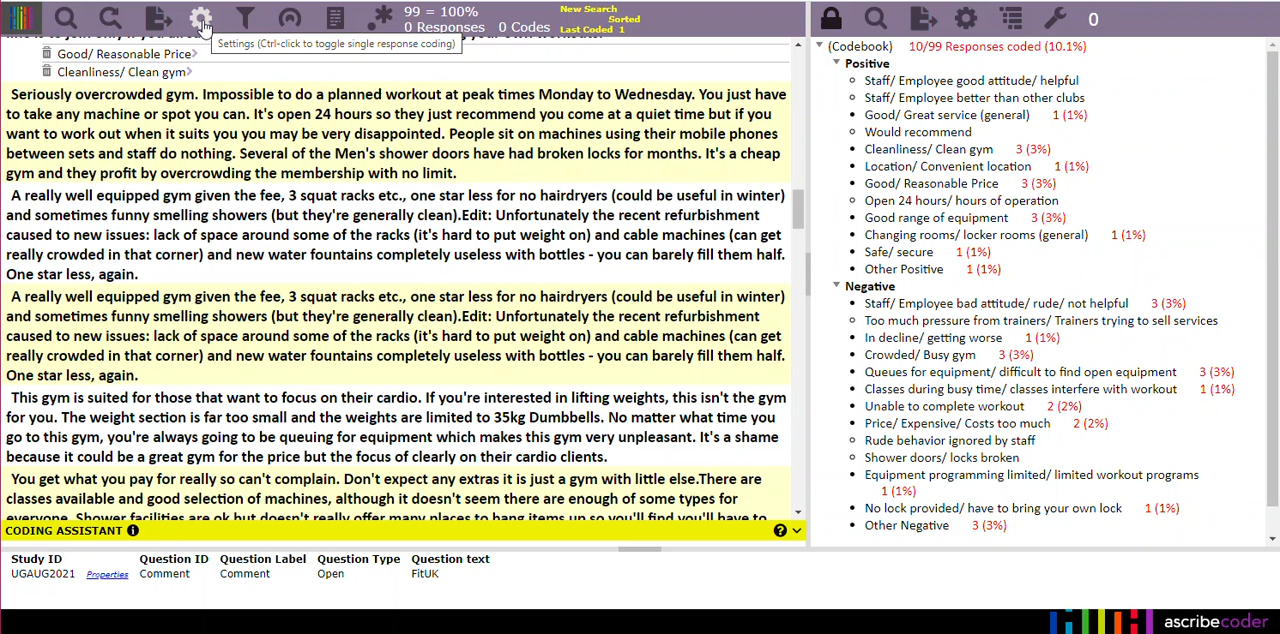 99 = 100%
0 Responses 0 Codes
New Search
Sorted
Last Coded 1
0
Settings (Ctrl-click to toggle single response coding)
Good/ Reasonable Price
Cleanliness/ Clean gym
Seriously overcrowded gym. Impossible to do a planned workout at peak times Monday to Wednesday. You just have
to take any machine or spot you can. It's open 24 hours so they just recommend you come at a quiet time but if you
want to work out when it suits you you may be very disappointed. People sit on machines using their mobile phones
between sets and staff do nothing. Several of the Men's shower doors have had broken locks for months. It's a cheap
gym and they profit by overcrowding the membership with no limit.
A really well equipped gym given the fee, 3 squat racks etc., one star less for no hairdryers (could be useful in winter)
and sometimes funny smelling showers (but they're generally clean).Edit: Unfortunately the recent refurbishment
caused to new issues: lack of space around some of the racks (it's hard to put weight on) and cable machines (can get
really crowded in that corner) and new water fountains completely useless with bottles - you can barely fill them half.
One star less, again.
A really well equipped gym given the fee, 3 squat racks etc., one star less for no hairdryers (could be useful in winter)
and sometimes funny smelling showers (but they're generally clean).Edit: Unfortunately the recent refurbishment
caused to new issues: lack of space around some of the racks (it's hard to put weight on) and cable machines (can get
really crowded in that corner) and new water fountains completely useless with bottles - you can barely fill them half.
One star less, again.
This gym is suited for those that want to focus on their cardio. If you're interested in lifting weights, this isn't the gym
for you. The weight section is far too small and the weights are limited to 35kg Dumbbells. No matter what time you
go to this gym, you're always going to be queuing for equipment which makes this gym very unpleasant. It's a shame
because it could be a great gym for the price but the focus of clearly on their cardio clients.
You get what you pay for really so can't complain. Don't expect any extras it is just a gym with little else.There are
classes available and good selection of machines, although it doesn't seem there are enough of some types for
everyone. Shower facilities are ok but doesn't really offer many places to hang items up so you'll find you'll have to
CODING ASSISTANT
{Codebook} 10/99 Responses coded (10.1%)
Positive
Staff/ Employee good attitude/ helpful
Staff/ Employee better than other clubs
Good/ Great service (general) 1 (1%)
Would recommend
Cleanliness/ Clean gym 3 (3%)
Location/ Convenient location 1 (1%)
Good/ Reasonable Price 3 (3%)
Open 24 hours/ hours of operation
Good range of equipment 3 (3%)
Changing rooms/ locker rooms (general) 1 (1%)
Safe/ secure 1 (1%)
Other Positive 1 (1%)
Negative
Staff/ Employee bad attitude/ rude/ not helpful 3 (3%)
Too much pressure from trainers/ Trainers trying to sell services
In decline/ getting worse 1 (1%)
Crowded/ Busy gym 3 (3%)
Queues for equipment/ difficult to find open equipment 3 (3%)
Classes during busy time/ classes interfere with workout 1 (1%)
Unable to complete workout 2 (2%)
Price/ Expensive/ Costs too much 2 (2%)
Rude behavior ignored by staff
Shower doors/ locks broken
Equipment programming limited/ limited workout programs
1 (1%)
No lock provided/ have to bring your own lock 1 (1%)
Other Negative 3 (3%)
Study ID Question ID Question Label Question Type Question text
UGAUG2021 Properties Comment Comment Open FitUK
ascribecoder